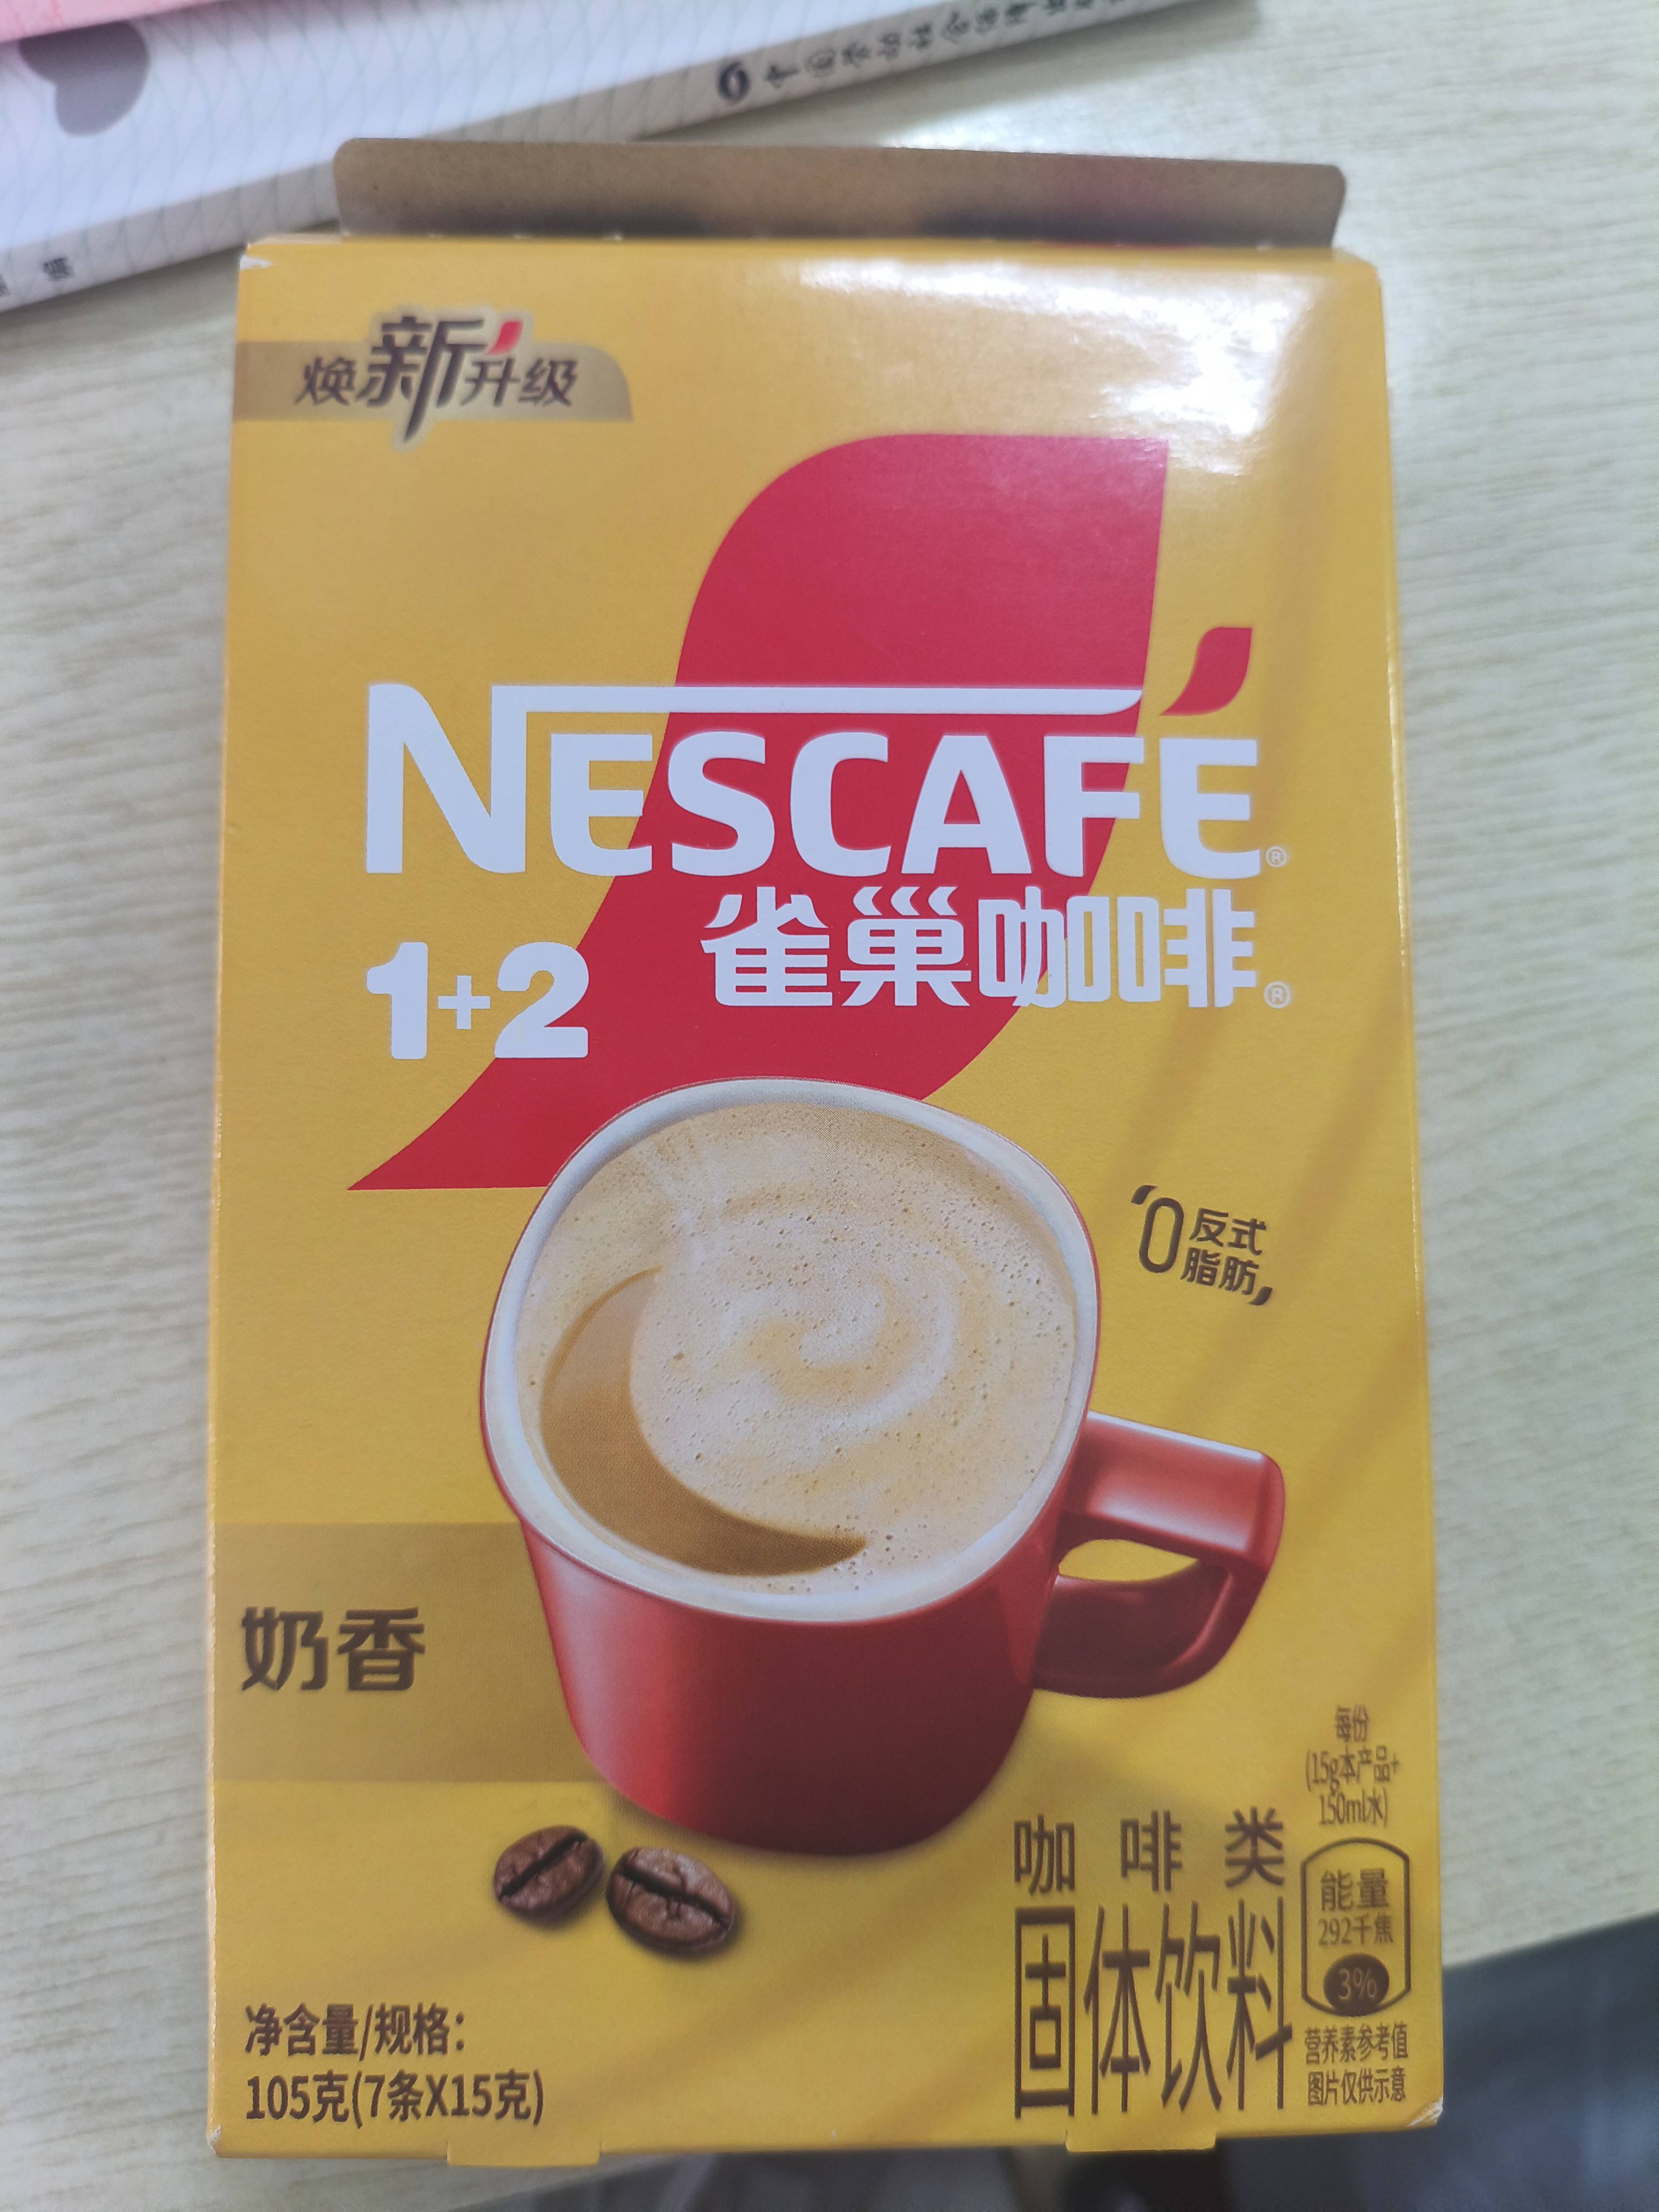 焕新升级
NESCAFÉ®
雀巢咖啡®
1+2
0反式
脂肪
奶香
每份
(15g本产品+
150ml水)
咖啡类
固体饮料
能量
292千焦
3%
营养素参考值
图片仅供示意
净含量/规格：
105克(7条X15克)